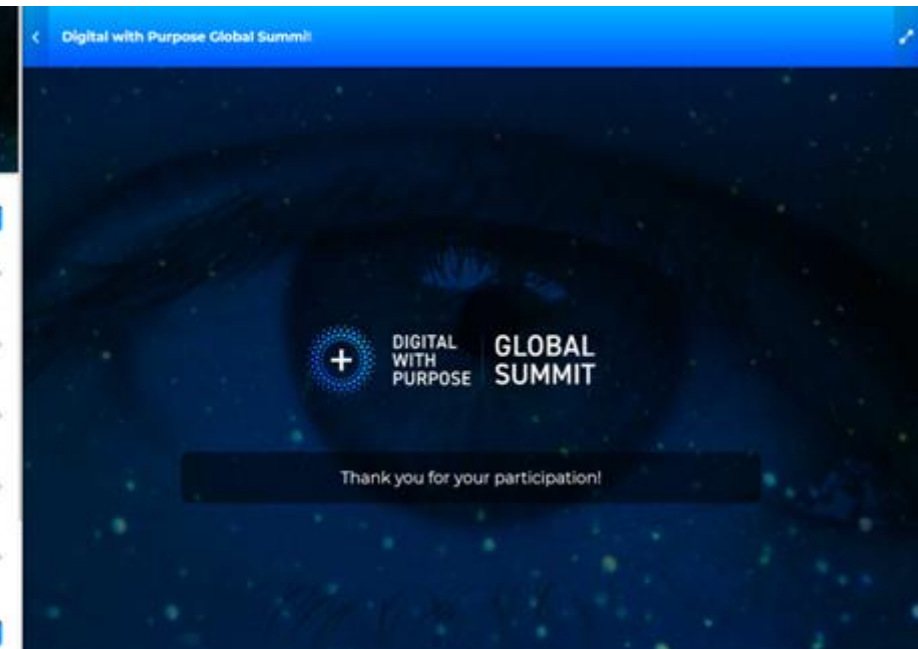 Digital with Purpose Global Summit
DIGITAL
WITH
PURPOSE
GLOBAL
SUMMIT
Thank you for your participation!